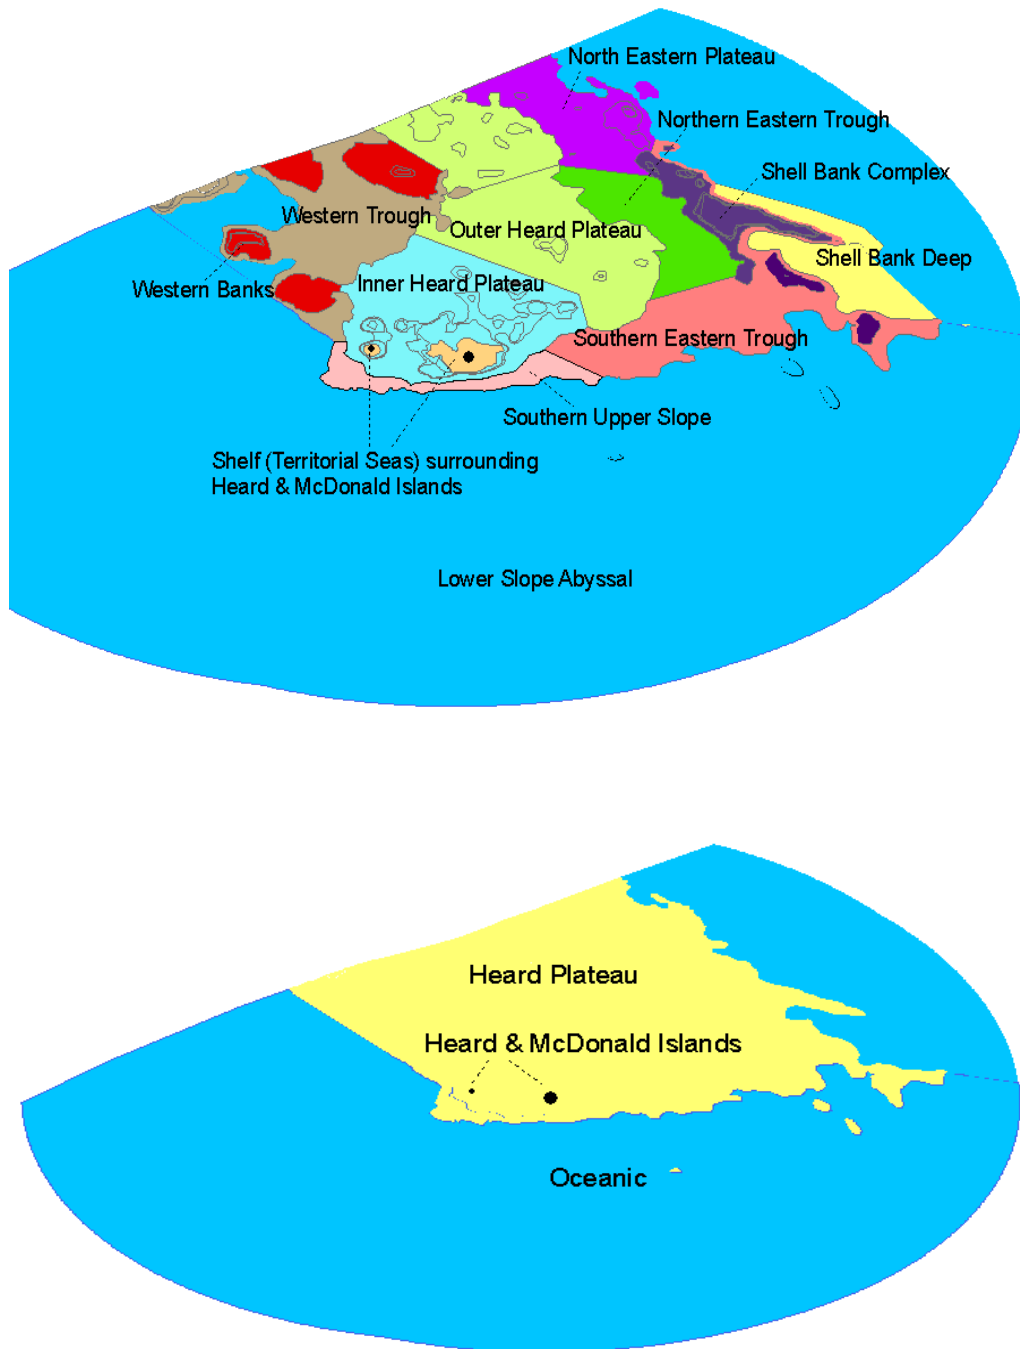 North Eastern Plateau
Northern Eastern Trough
Shell Bank Complex
Western Trough
Outer Heard Plateau
Shell Bank Deep
Western Banks
Inner Heard Plateau
Southern Eastern Trough
Southern Upper Slope
Shelf (Territorial Seas) surrounding
Heard & McDonald Islands
Lower Slope Abyssal
Heard Plateau
Heard & McDonald Islands
Oceanic